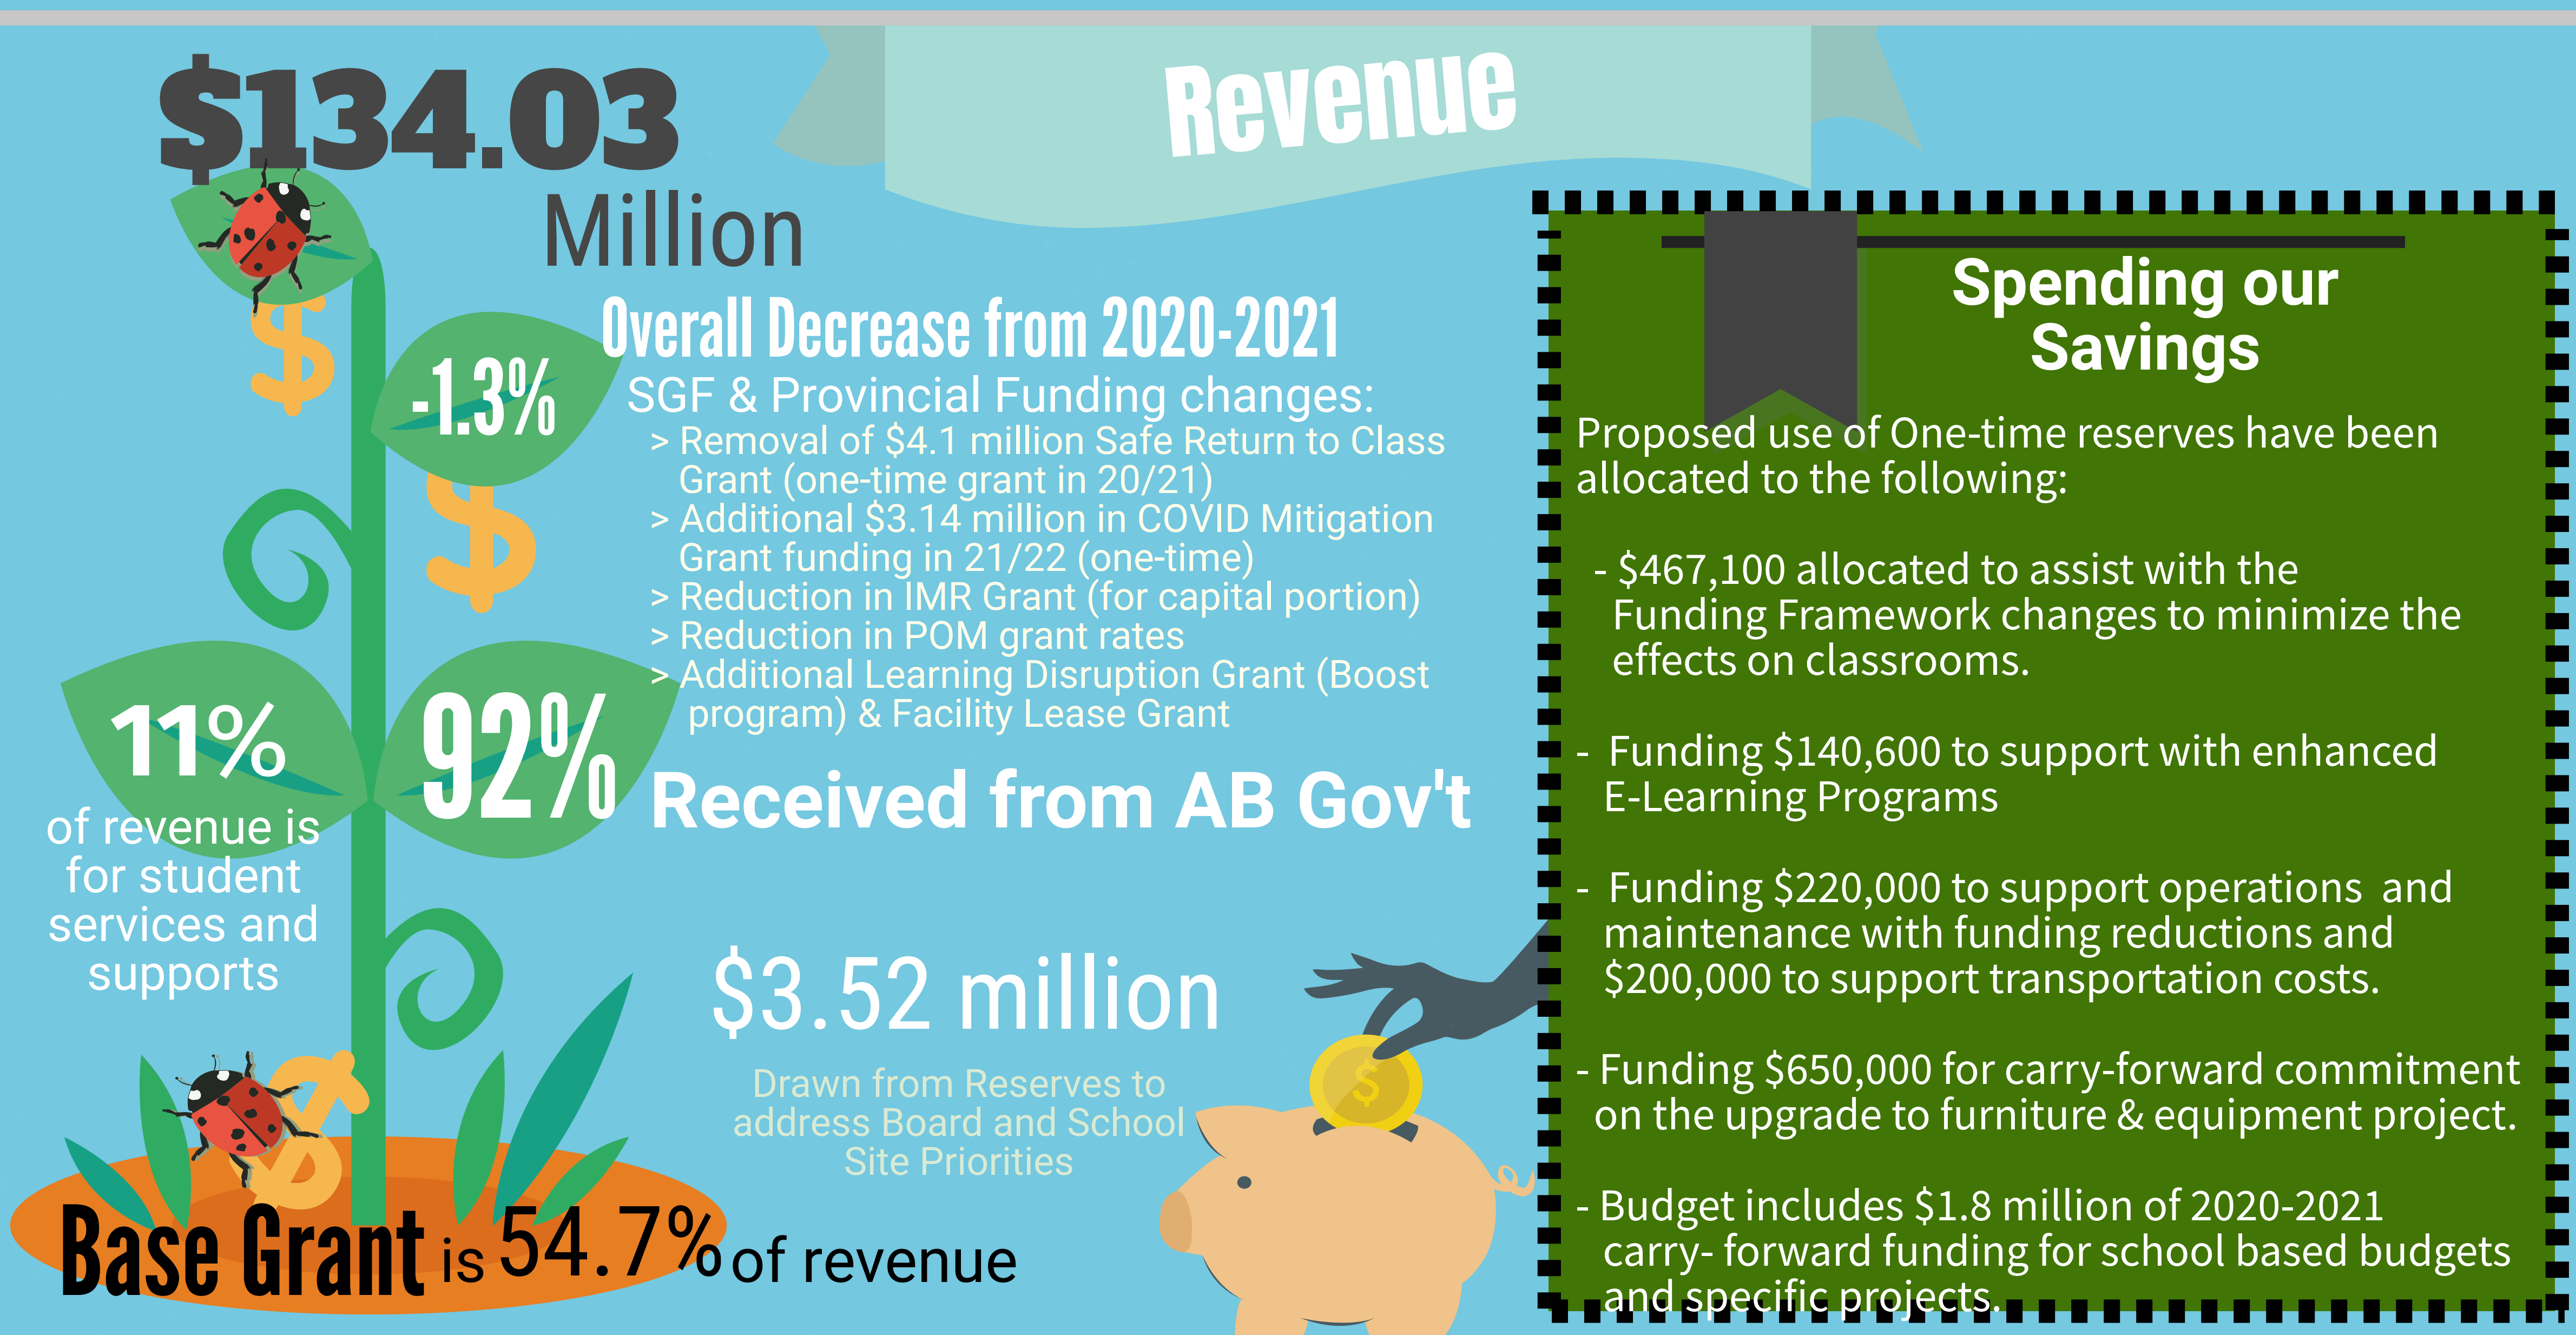 $134.03
Million
Revenue
Overall Decrease from 2020-2021
-1.3%
SGF & Provincial Funding changes:
> Removal of $4.1 million Safe Return to Class
Grant (one-time grant in 20/21)
> Additional $3.14 million in COVID Mitigation
Grant funding in 21/22 (one-time)
> Reduction in IMR Grant (for capital portion)
> Reduction in POM grant rates
> Additional Learning Disruption Grant (Boost
program) & Facility Lease Grant
92%
Received from AB Gov't
11%
of revenue is
for student
services and
supports
$3.52 million
Drawn from Reserves to
address Board and School
Site Priorities
Base Grant is 54.7% of revenue
Spending our
Savings
Proposed use of One-time reserves have been
allocated to the following:
- $467,100 allocated to assist with the
Funding Framework changes to minimize the
effects on classrooms.
- Funding $140,600 to support with enhanced
E-Learning Programs
- Funding $220,000 to support operations and
maintenance with funding reductions and
$200,000 to support transportation costs.
- Funding $650,000 for carry-forward commitment
on the upgrade to furniture & equipment project.
- Budget includes $1.8 million of 2020-2021
carry- forward funding for school based budgets
and specific projects.